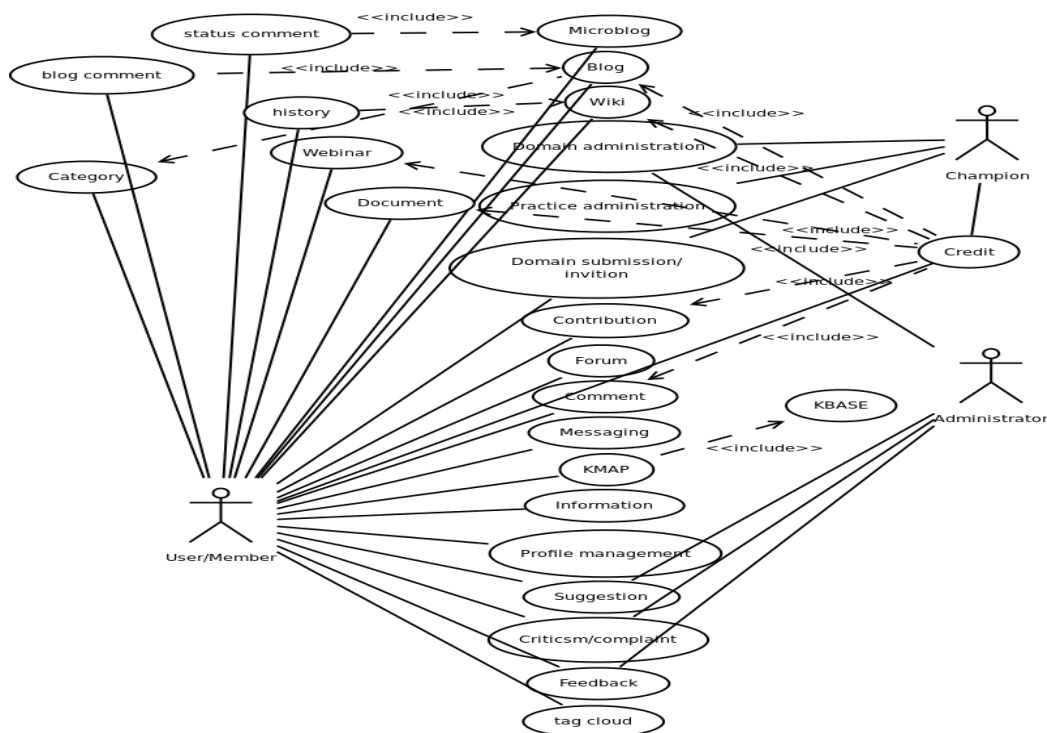 <<include>>
status comment
Microblog
blog comment
<<include>>
Blog
<<include>>
Wiki
history
<<include>>
<<include>>
Webinar
Domain administration
Category
<<include>>
Champion
Document
Practice administration
<<include>>
<<include>>
Credit
Domain submission/
invition
<<include>>
Contribution
<<include>>
Forum
Comment
KBASE
Administrator
Messaging
<<include>>
KMAP
Information
User/Member
Profile management
Suggestion
Criticsm/complaint
Feedback
tag cloud